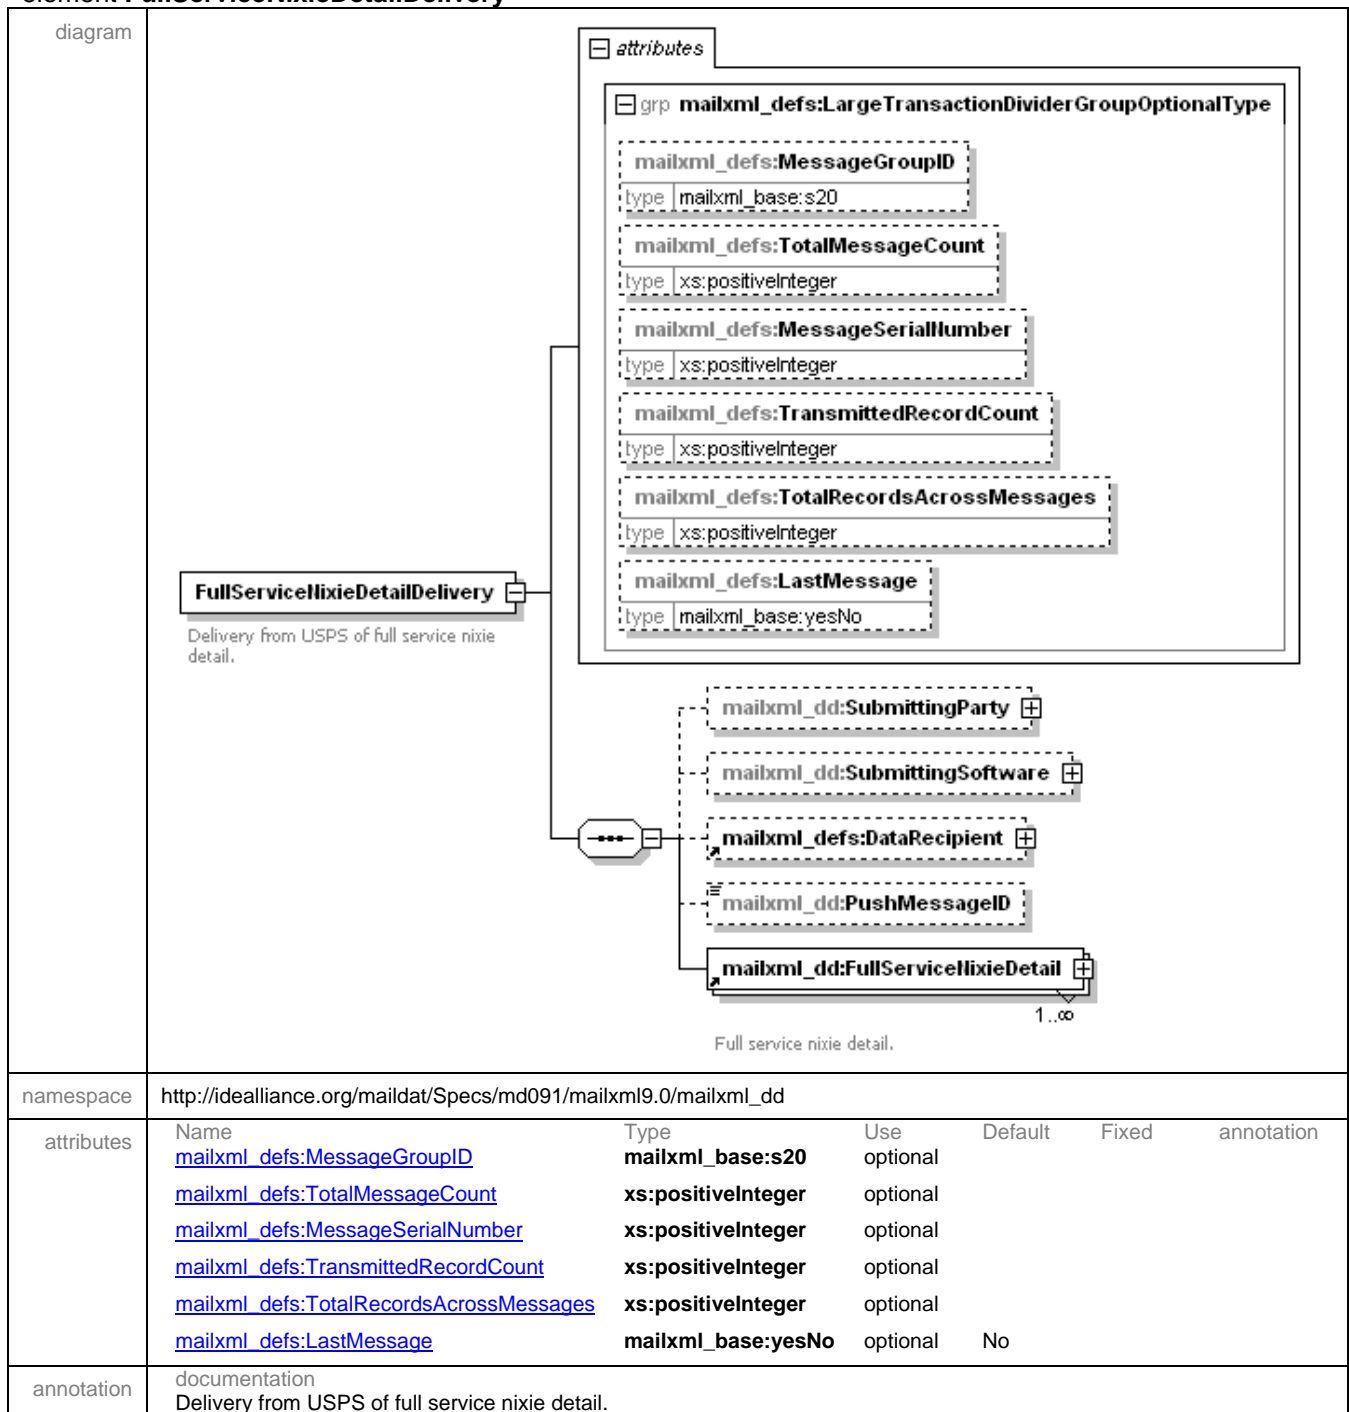 element FullServiceNixieDetailDelivery
diagram
attributes
grp mailxml_defs:LargeTransactionDividerGroupOptionalType
mailxml_defs:MessageGroupID
type mailxml_base:s20
mailxml_defs:TotalMessageCount
type xs:positiveInteger
mailxml_defs:MessageSerialNumber
type xs:positiveInteger
mailxml_defs:TransmittedRecordCount
type xs:positiveInteger
mailxml_defs:TotalRecordsAcrossMessages
type xs:positiveInteger
mailxml_defs:LastMessage
type mailxml_base:yesNo
FullServiceNixieDetailDelivery
Delivery from USPS of full service nixie
detail.
mailxml_dd:SubmittingParty
mailxml_dd:SubmittingSoftware
mailxml_defs:DataRecipient
mailxml_dd:PushMessageID
mailxml_dd:FullServiceNixieDetail
1..∞
Full service nixie detail.
namespace http://idealliance.org/maildat/Specs/md091/mailxml9.0/mailxml_dd
attributes Name Type Use Default Fixed annotation
mailxml_defs:MessageGroupID mailxml_base:s20 optional
mailxml_defs:TotalMessageCount xs:positiveInteger optional
mailxml_defs:MessageSerialNumber xs:positiveInteger optional
mailxml_defs:TransmittedRecordCount xs:positiveInteger optional
mailxml_defs:TotalRecordsAcrossMessages xs:positiveInteger optional
mailxml_defs:LastMessage mailxml_base:yesNo optional No
annotation documentation
Delivery from USPS of full service nixie detail.